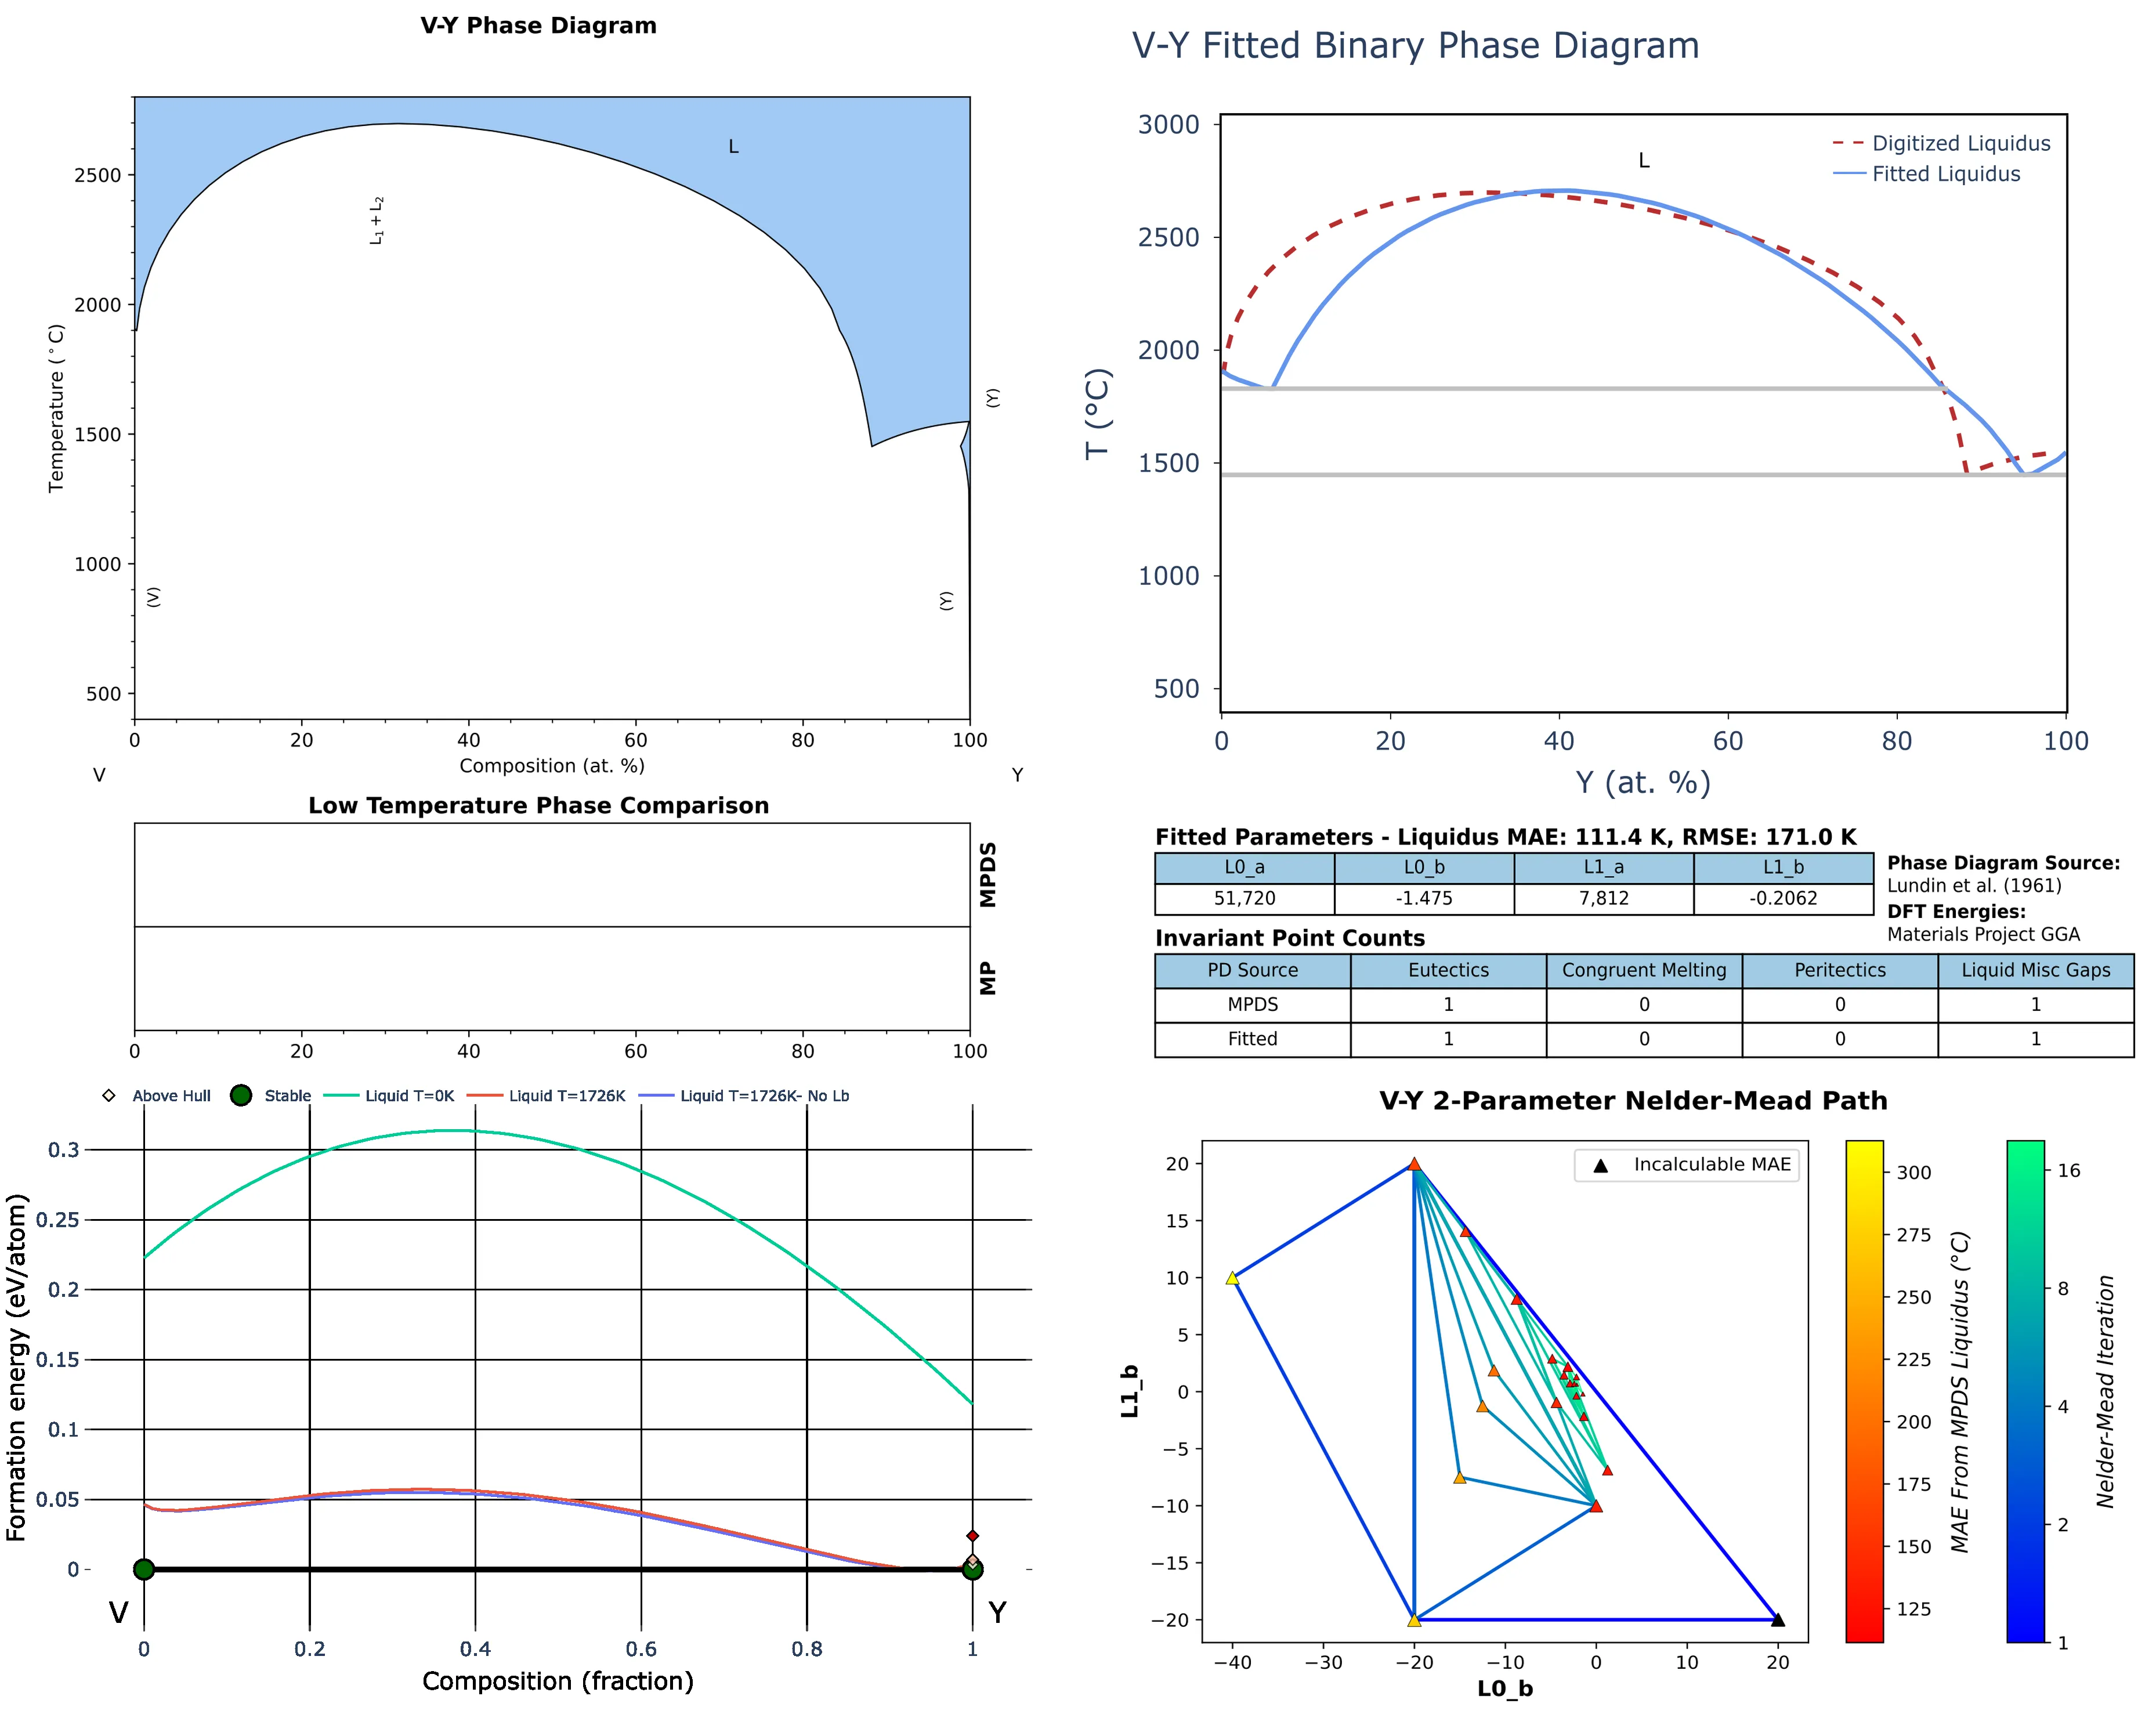 V-Y Phase Diagram
2500
2000
1500
1000
500
Temperature (°C)
L
L1 + L2
(V)
(Y)
(Y)
0 20 40 60 80 100
Composition (at. %)
V Y
Low Temperature Phase Comparison
MPDS
MP
0 20 40 60 80 100
V-Y Fitted Binary Phase Diagram
3000
2500
2000
1500
1000
500
T (°C)
L
Digitized Liquidus
Fitted Liquidus
0 20 40 60 80 100
Y (at. %)
Fitted Parameters - Liquidus MAE: 111.4 K, RMSE: 171.0 K
L0_a L0_b L1_a L1_b
51,720 -1.475 7,812 -0.2062
Phase Diagram Source:
Lundin et al. (1961)
DFT Energies:
Materials Project GGA
Invariant Point Counts
PD Source Eutectics Congruent Melting Peritectics Liquid Misc Gaps
MPDS 1 0 0 1
Fitted 1 0 0 1
Above Hull Stable Liquid T=0K Liquid T=1726K Liquid T=1726K- No Lb
0.3
0.25
0.2
0.15
0.1
0.05
0
Formation energy (eV/atom)
V Y
0 0.2 0.4 0.6 0.8 1
Composition (fraction)
V-Y 2-Parameter Nelder-Mead Path
Incalculable MAE
20
15
10
5
0
−5
−10
−15
−20
L1_b
−40 −30 −20 −10 0 10 20
L0_b
300
275
250
225
200
175
150
125
MAE From MPDS Liquidus (°C)
16
8
4
2
1
Nelder-Mead Iteration